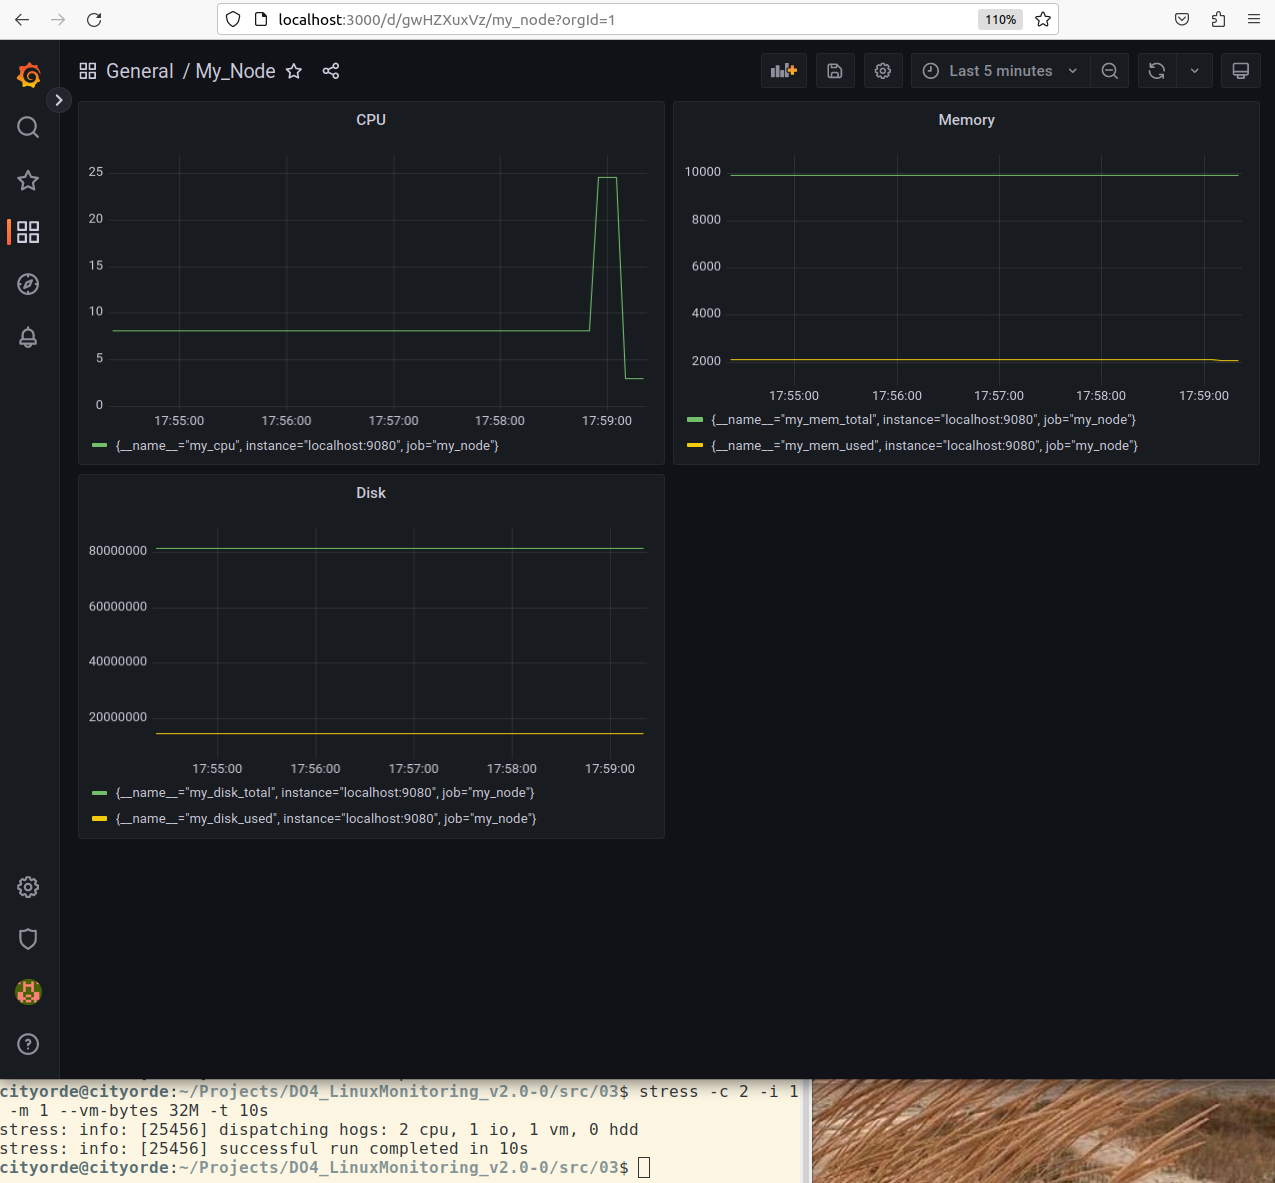 localhost:3000/d/gwHZXuxVz/my_node?orgId=1
110%
General / My_Node
Last 5 minutes
CPU
25
20
15
10
5
0
17:55:00 17:56:00 17:57:00 17:58:00 17:59:00
{__name__="my_cpu", instance="localhost:9080", job="my_node"}
Memory
10000
8000
6000
4000
2000
17:55:00 17:56:00 17:57:00 17:58:00 17:59:00
{__name__="my_mem_total", instance="localhost:9080", job="my_node"}
{__name__="my_mem_used", instance="localhost:9080", job="my_node"}
Disk
80000000
60000000
40000000
20000000
17:55:00 17:56:00 17:57:00 17:58:00 17:59:00
{__name__="my_disk_total", instance="localhost:9080", job="my_node"}
{__name__="my_disk_used", instance="localhost:9080", job="my_node"}
cityorde@cityorde:~/Projects/DO4_LinuxMonitoring_v2.0-0/src/03$ stress -c 2 -i 1
-m 1 --vm-bytes 32M -t 10s
stress: info: [25456] dispatching hogs: 2 cpu, 1 io, 1 vm, 0 hdd
stress: info: [25456] successful run completed in 10s
cityorde@cityorde:~/Projects/DO4_LinuxMonitoring_v2.0-0/src/03$